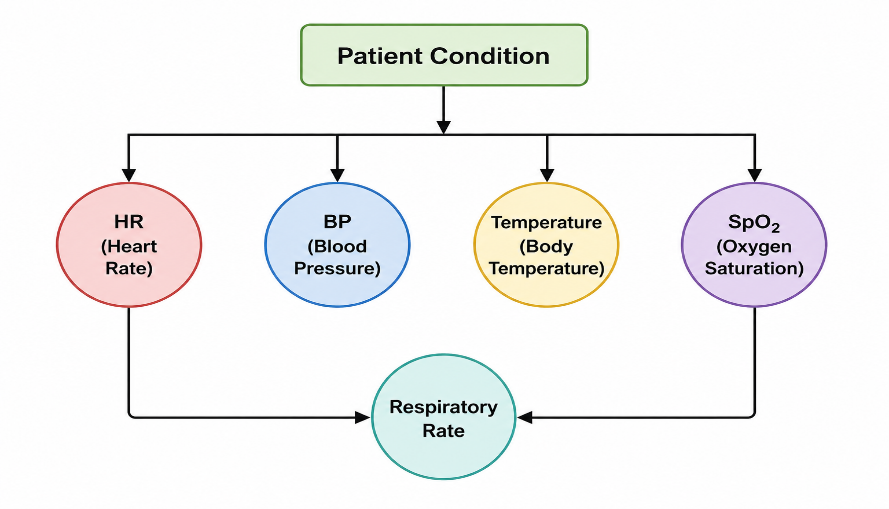 Patient Condition
HR
(Heart
Rate)
BP
(Blood
Pressure)
Temperature
(Body
Temperature)
SpO₂
(Oxygen
Saturation)
Respiratory
Rate